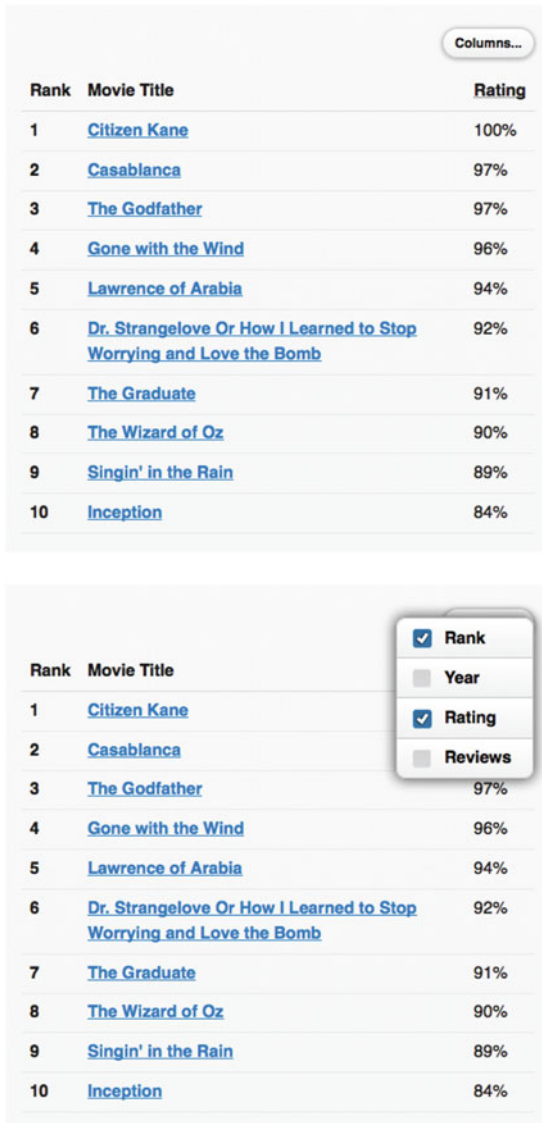 Columns...
Rank Movie Title Rating
1 Citizen Kane 100%
2 Casablanca 97%
3 The Godfather 97%
4 Gone with the Wind 96%
5 Lawrence of Arabia 94%
6 Dr. Strangelove Or How I Learned to Stop 92%
Worrying and Love the Bomb
7 The Graduate 91%
8 The Wizard of Oz 90%
9 Singin' in the Rain 89%
10 Inception 84%
Rank
Year
Rating
Reviews
Rank Movie Title
1 Citizen Kane
2 Casablanca
3 The Godfather 97%
4 Gone with the Wind 96%
5 Lawrence of Arabia 94%
6 Dr. Strangelove Or How I Learned to Stop 92%
Worrying and Love the Bomb
7 The Graduate 91%
8 The Wizard of Oz 90%
9 Singin' in the Rain 89%
10 Inception 84%